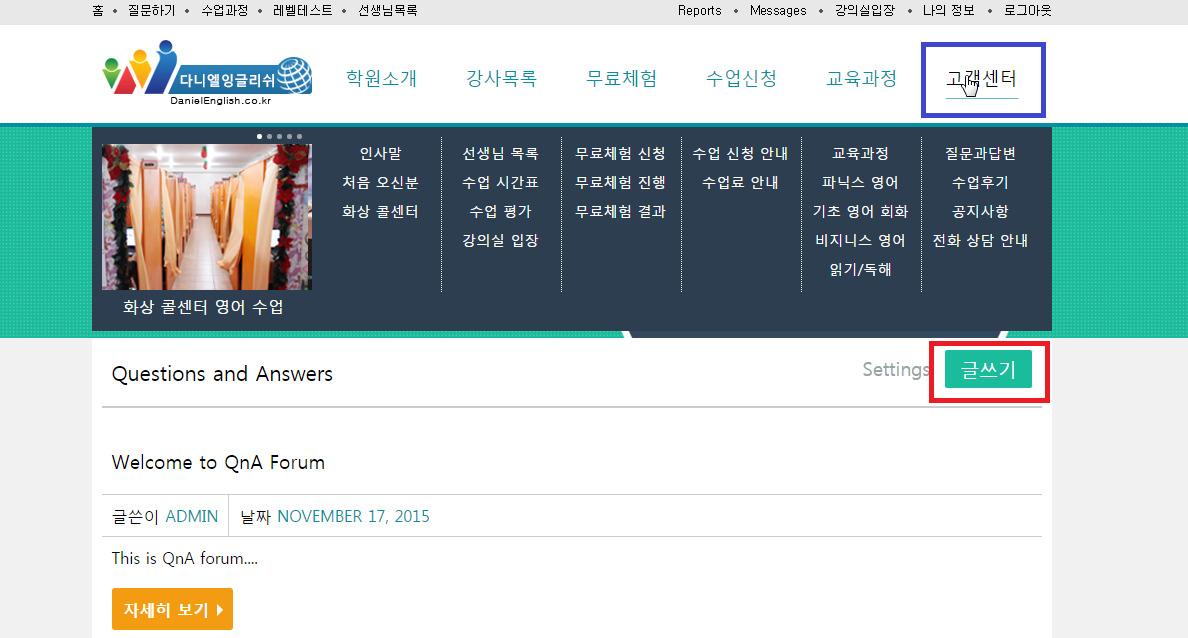 홈 • 질문하기 • 수업과정 • 레벨테스트 • 선생님목록
Reports • Messages • 강의실입장 • 나의 정보 • 로그아웃
다니엘잉글리쉬
DanielEnglish.co.kr
학원소개 강사목록 무료체험 수업신청 교육과정 고객센터
인사말
처음 오신분
화상 콜센터
선생님 목록
수업 시간표
수업 평가
강의실 입장
무료체험 신청
무료체험 진행
무료체험 결과
수업 신청 안내
수업료 안내
교육과정
파닉스 영어
기초 영어 회화
비지니스 영어
읽기/독해
질문과답변
수업후기
공지사항
전화 상담 안내
화상 콜센터 영어 수업
Questions and Answers
Settings 글쓰기
Welcome to QnA Forum
글쓴이 ADMIN 날짜 NOVEMBER 17, 2015
This is QnA forum....
자세히 보기